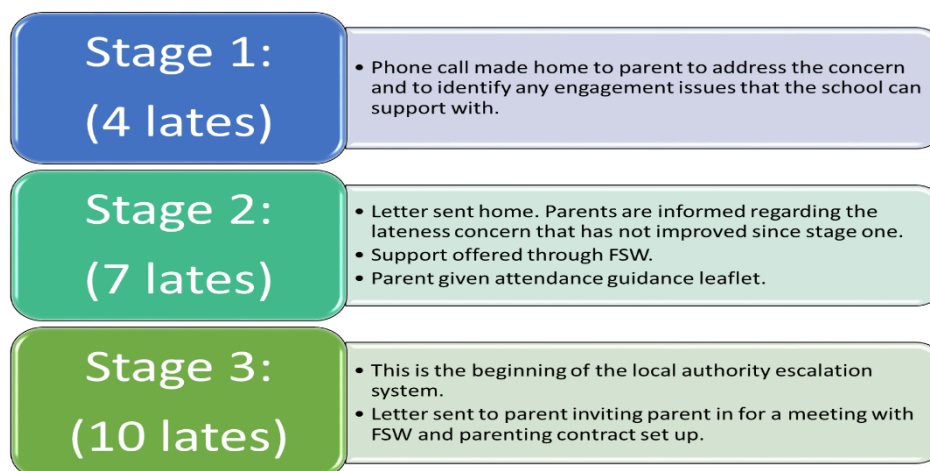 Stage 1:
(4 lates)
• Phone call made home to parent to address the concern
and to identify any engagement issues that the school can
support with.
Stage 2:
(7 lates)
• Letter sent home. Parents are informed regarding the
lateness concern that has not improved since stage one.
• Support offered through FSW.
• Parent given attendance guidance leaflet.
Stage 3:
(10 lates)
• This is the beginning of the local authority escalation
system.
• Letter sent to parent inviting parent in for a meeting with
FSW and parenting contract set up.